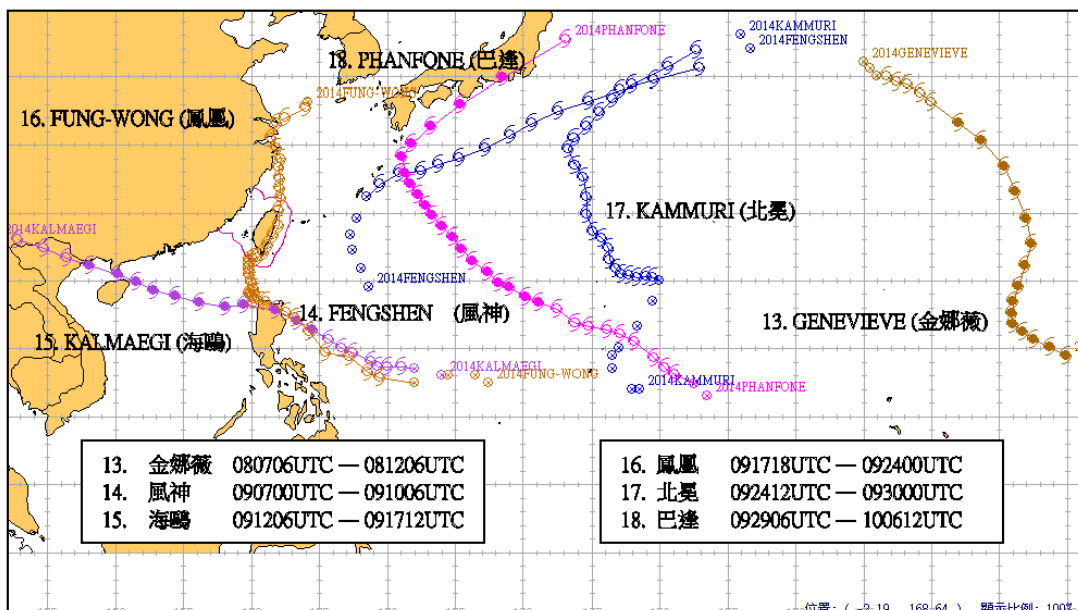 2014KAMMURI
2014PHANFONE
2014FENGSHEN
2014GENEVIEVE
18. PHANFONE (巴逢)
2014FUNG-WONG
16. FUNG-WONG (鳳凰)
17. KAMMURI (北冕)
2014KALMAEGI
2014FENGSHEN
14. FENGSHEN (風神)
13. GENEVIEVE (金娜薇)
15. KALMAEGI (海鷗)
2014KALMAEGI
2014FUNG-WONG
2014KAMMURI
2014PHANFONE
13. 金娜薇 080706UTC — 081206UTC
14. 風神 090700UTC — 091006UTC
15. 海鷗 091206UTC — 091712UTC
16. 鳳凰 091718UTC — 092400UTC
17. 北冕 092412UTC — 093000UTC
18. 巴逢 092906UTC — 100612UTC